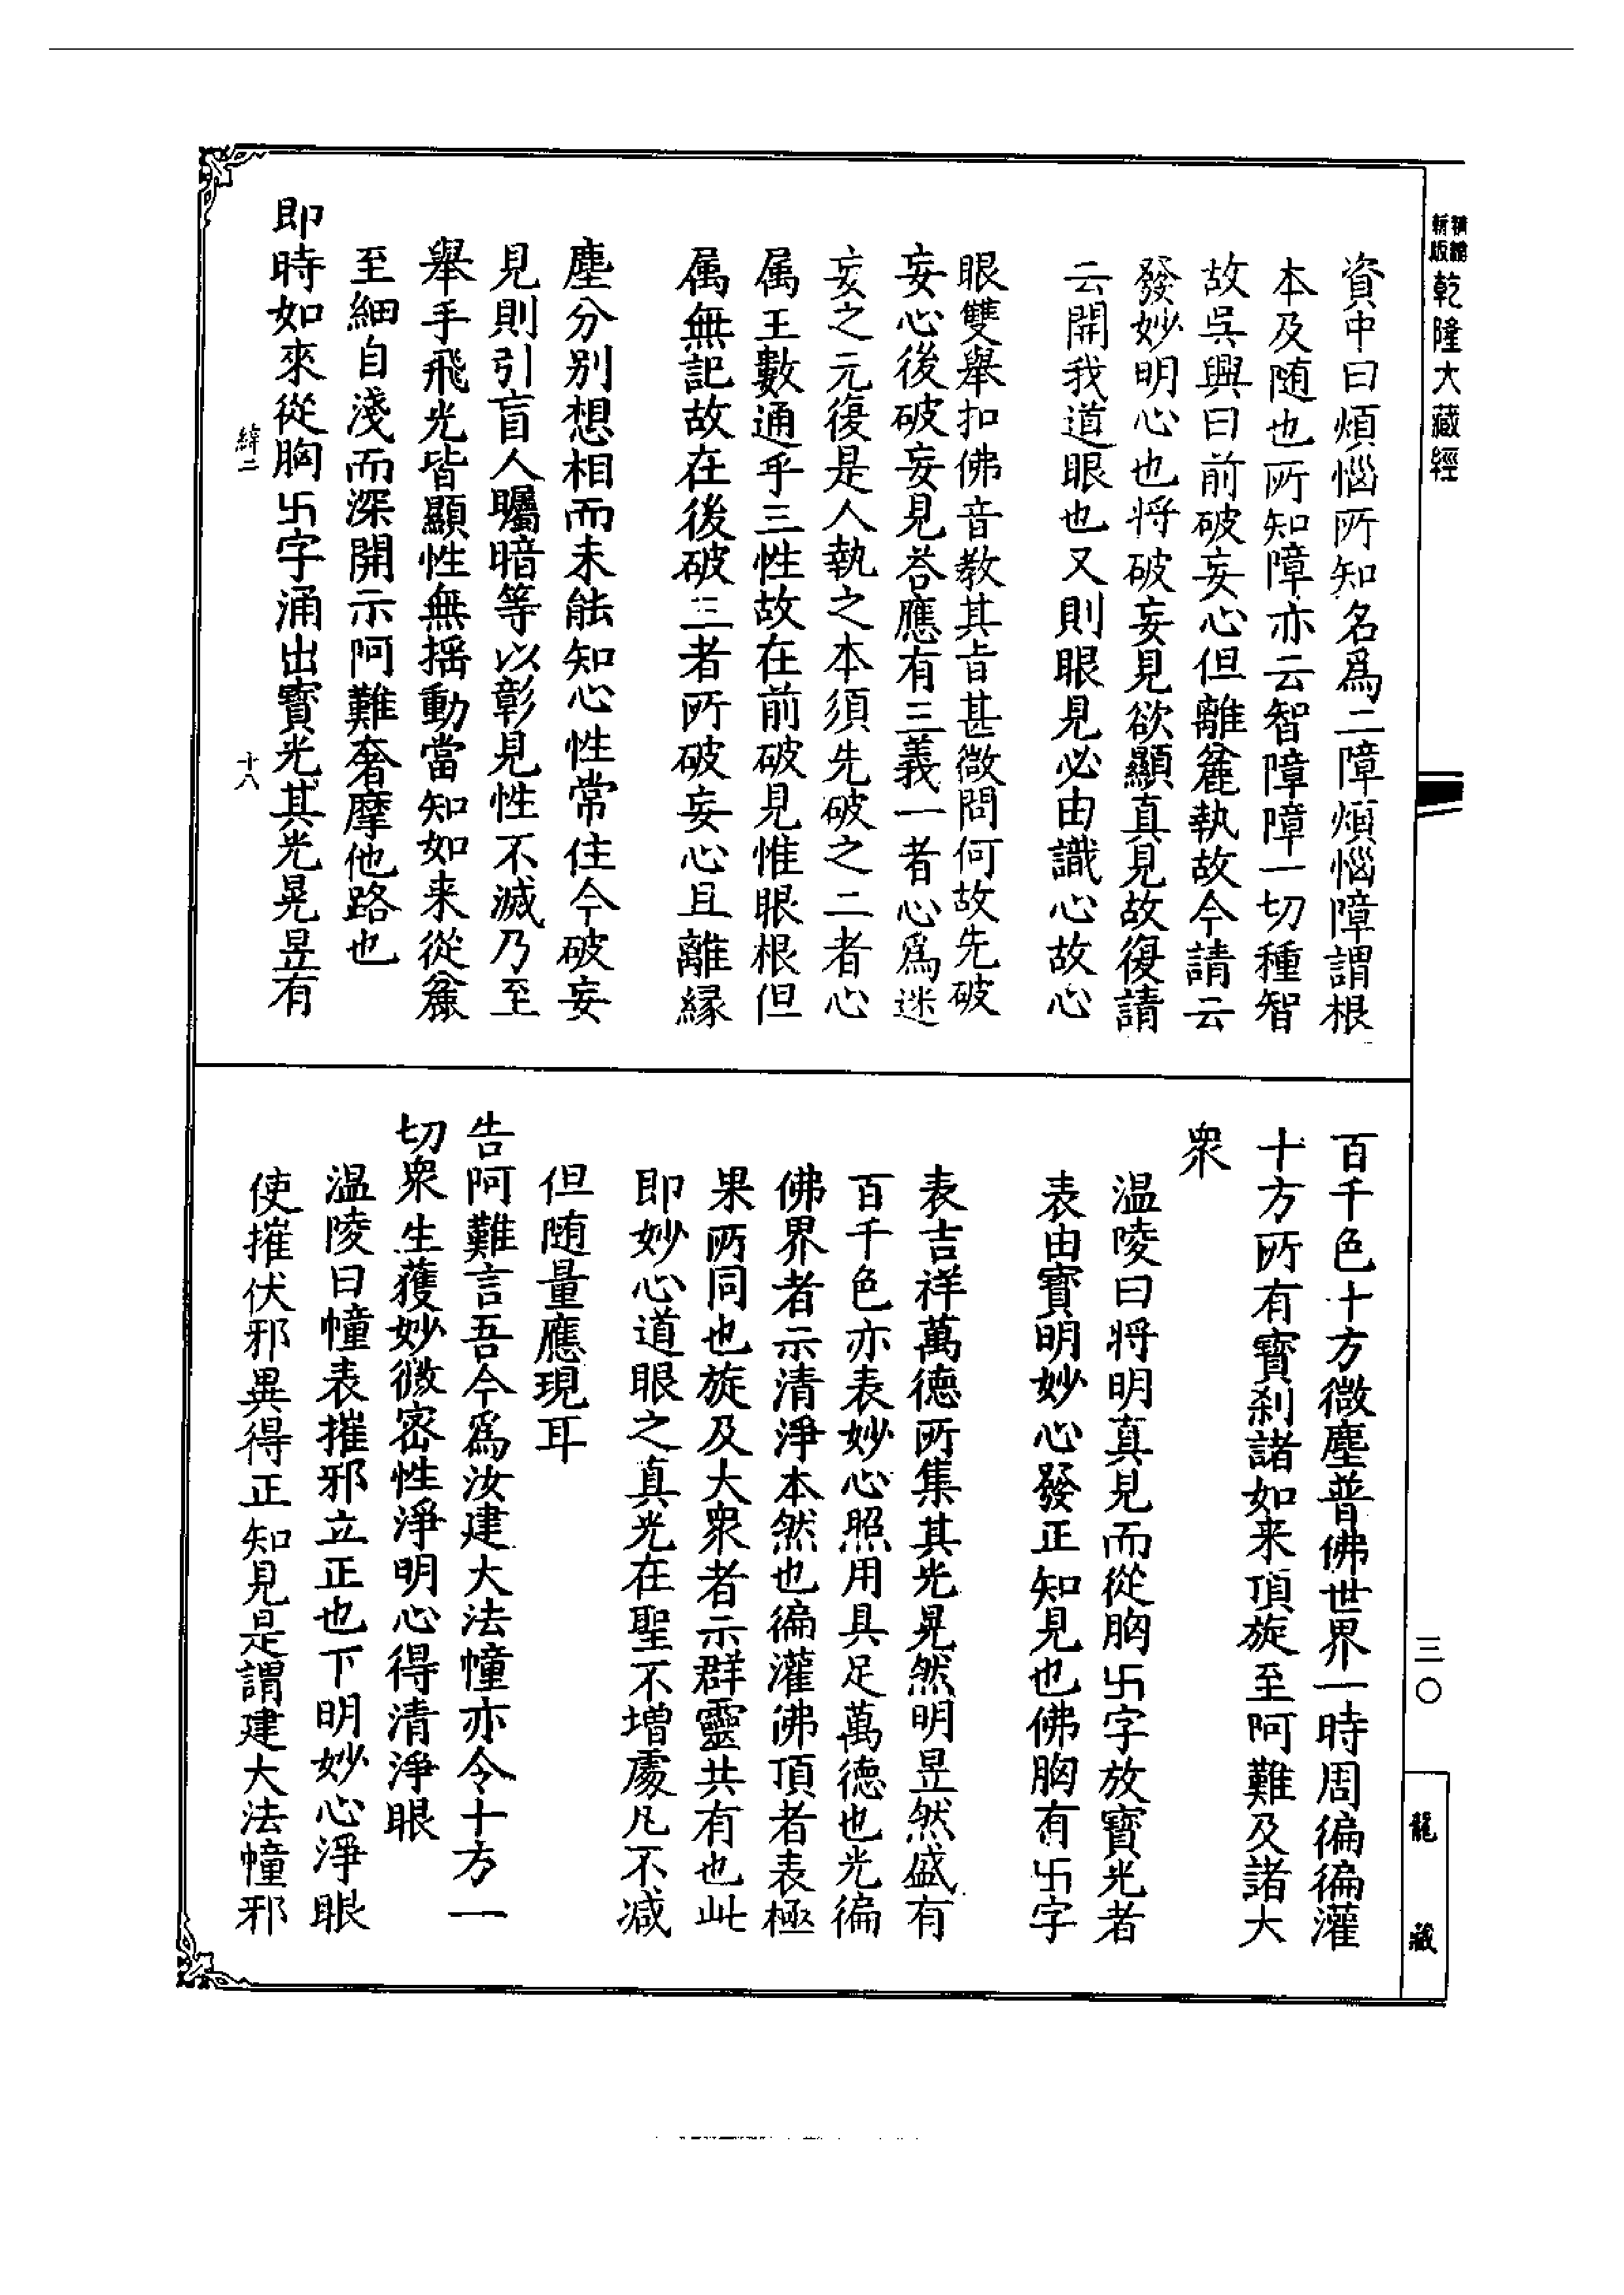 精編新版
乾隆大藏經
資中曰煩惱所知名爲二障煩惱障謂根
本及随也所知障亦云智障障一切種智
故吳興曰前破妄心但離麄執故今請云
發妙明心也将破妄見欲顯真見故復請
云開我道眼也又則眼見必由識心故心
眼雙舉扣佛音教其旨甚微問何故先破
妄心後破妄見荅應有三義一者心爲迷
妄之元復是人執之本須先破之二者心
属王數通乎三性故在前破見惟眼根但
属無記故在後破三者所破妄心且離緣
塵分别想相而未能知心性常住今破妄
見則引盲人矚暗等以彰見性不滅乃至
舉手飛光皆顯性無揺動當知如来從麄
至細自淺而深開示阿難奢摩他路也
即時如來從胸卐字涌出寳光其光晃昱有
緯二
十八
百千色十方微塵普佛世界一時周徧徧灌
十方所有寳刹諸如来頂旋至阿難及諸大
衆
温陵曰将明真見而從胸卐字放寳光者
表由寳明妙心發正知見也佛胸有卐字
表吉祥萬德所集其光晃然明昱然盛有
百千色亦表妙心照用具足萬德也光徧
佛界者示清淨本然也徧灌佛頂者表極
果所同也旋及大衆者示群靈共有也此
即妙心道眼之真光在聖不增處凡不减
但随量應現耳
告阿難言吾今爲汝建大法幢亦令十方一
切衆生獲妙微密性淨明心得清淨眼
温陵曰幢表摧邪立正也下明妙心淨眼
使摧伏邪異得正知見是謂建大法幢邪
三〇
龍藏